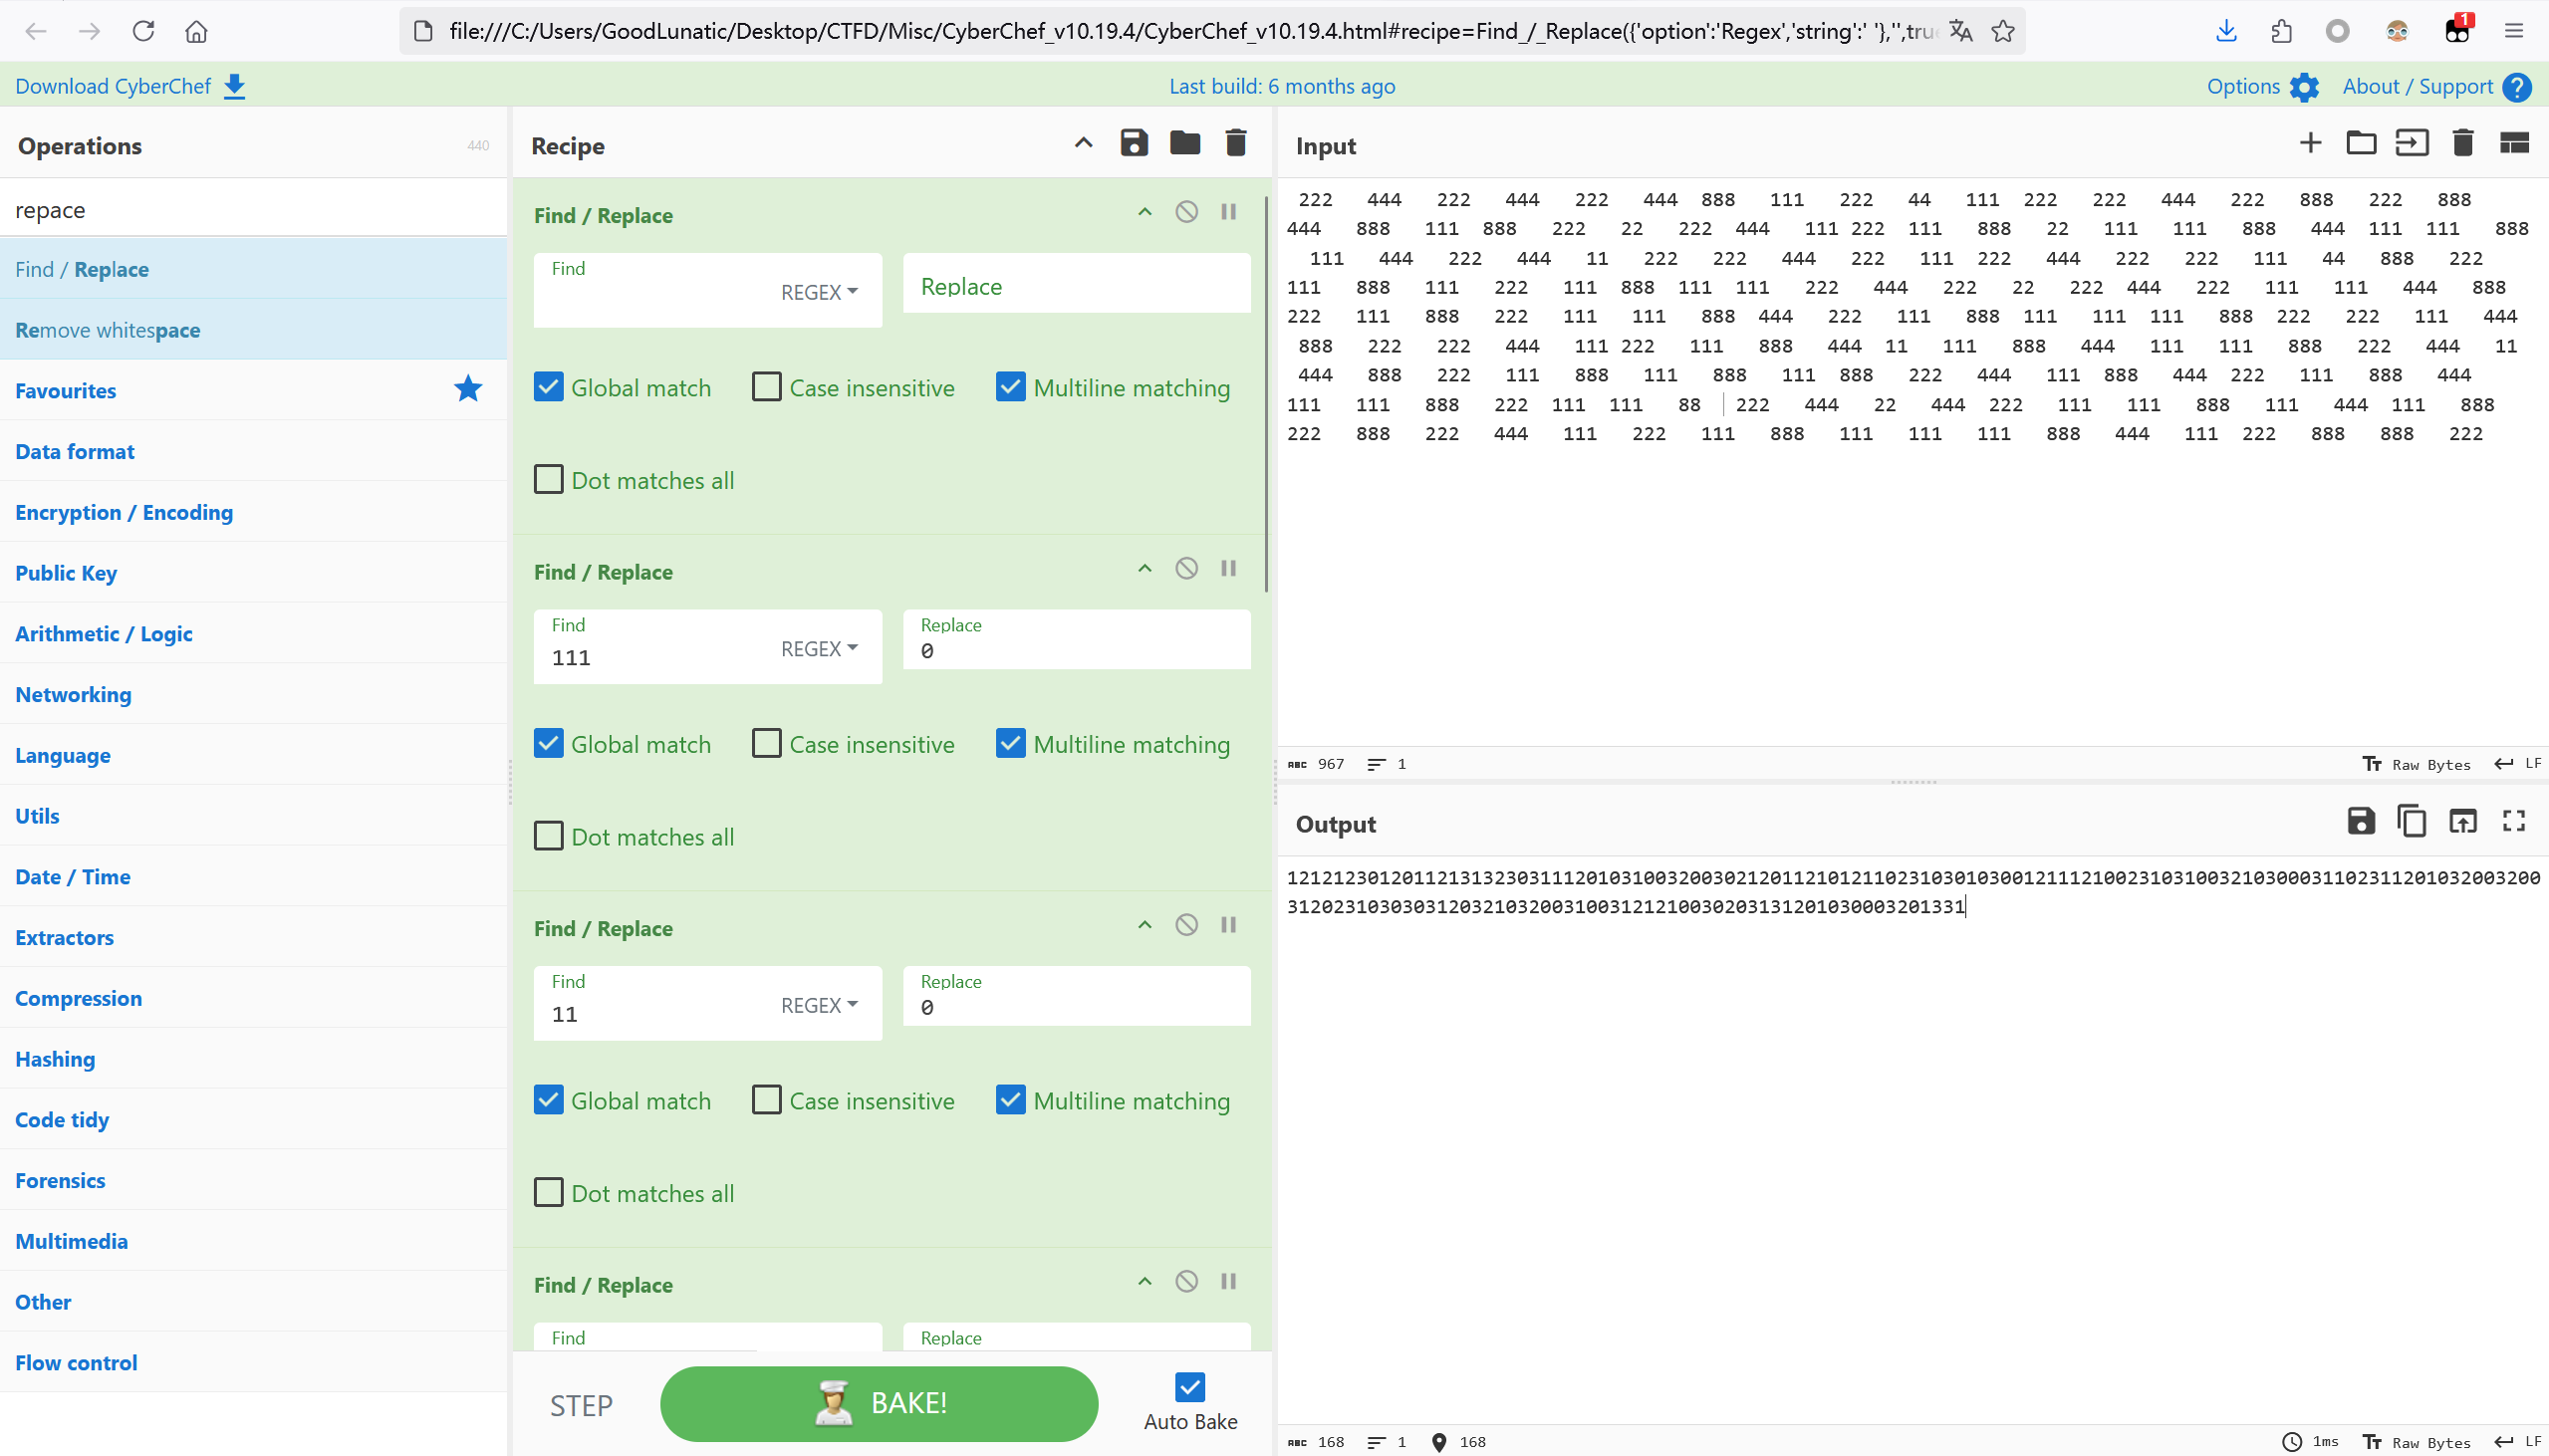 file:///C:/Users/GoodLunatic/Desktop/CTFD/Misc/CyberChef_v10.19.4/CyberChef_v10.19.4.html#recipe=Find_/_Replace({'option':'Regex','string':' '},'',true
1
Download CyberChef
Last build: 6 months ago
Options
About / Support
Operations
440
repace
Find / Replace
Remove whitespace
Favourites
Data format
Encryption / Encoding
Public Key
Arithmetic / Logic
Networking
Language
Utils
Date / Time
Extractors
Compression
Hashing
Code tidy
Forensics
Multimedia
Other
Flow control
Recipe
Find / Replace
Find
REGEX
Replace
Global match
Case insensitive
Multiline matching
Dot matches all
Find / Replace
Find
111
REGEX
Replace
0
Global match
Case insensitive
Multiline matching
Dot matches all
Find / Replace
Find
11
REGEX
Replace
0
Global match
Case insensitive
Multiline matching
Dot matches all
Find / Replace
Find
Replace
STEP
BAKE!
Auto Bake
Input
222 444 222 444 222 444 888 111 222 44 111 222 222 444 222 888 222 888
444 888 111 888 222 22 222 444 111 222 111 888 22 111 111 888 444 111 111 888
111 444 222 444 11 222 222 444 222 111 222 444 222 222 111 44 888 222
111 888 111 222 111 888 111 111 222 444 222 22 222 444 222 111 111 444 888
222 111 888 222 111 111 888 444 222 111 888 111 111 111 888 222 222 111 444
888 222 222 444 111 222 111 888 444 11 111 888 444 111 111 888 222 444 11
444 888 222 111 888 111 888 111 888 222 444 111 888 444 222 111 888 444
111 111 888 222 111 111 88 222 444 22 444 222 111 111 888 111 444 111 888
222 888 222 444 111 222 111 888 111 111 111 888 444 111 222 888 888 222
ABC 967
1
Raw Bytes
LF
Output
1212123012011213132303111201031003200302120112101211023103010300121112100231031003210300031102311201032003200
31202310303031203210320031003121210030203131201030003201331
ABC 168
1
168
1ms
Raw Bytes
LF